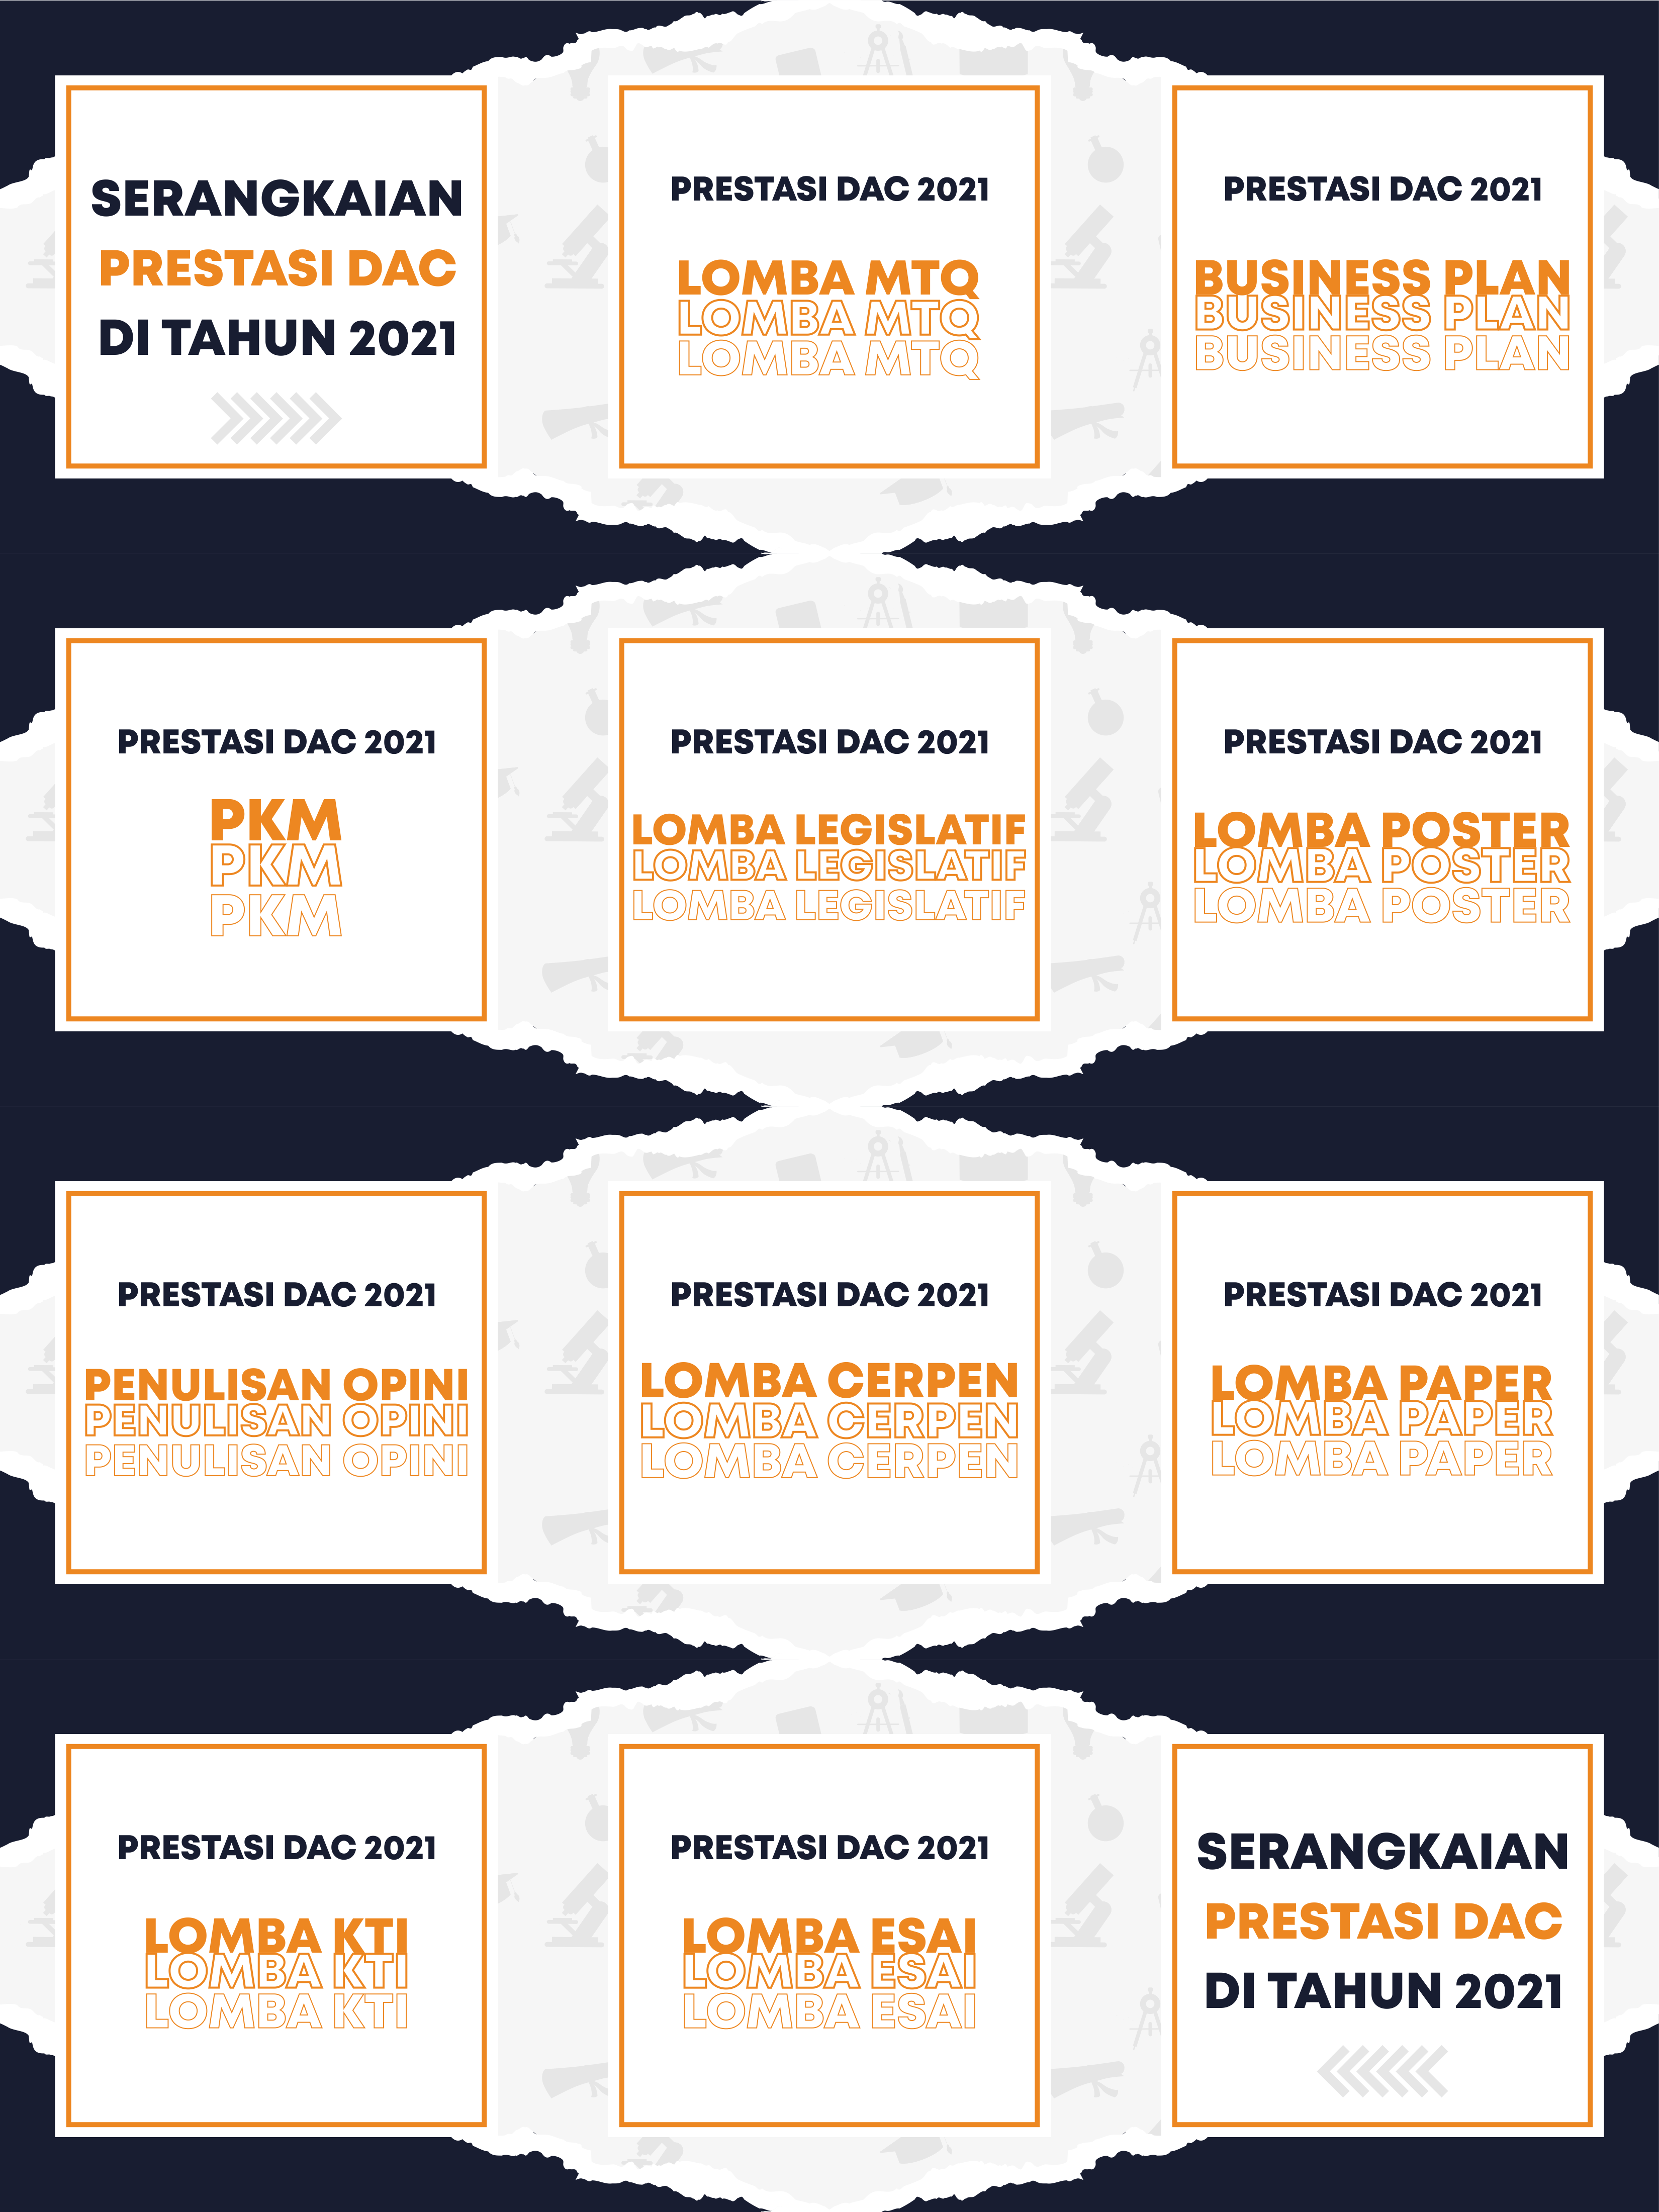 SERANGKAIAN
PRESTASI DAC
DI TAHUN 2021
PRESTASI DAC 2021
LOMBA MTQ
LOMBA MTQ
LOMBA MTQ
PRESTASI DAC 2021
BUSINESS PLAN
BUSINESS PLAN
BUSINESS PLAN
PRESTASI DAC 2021
PKM
PKM
PKM
PRESTASI DAC 2021
LOMBA LEGISLATIF
LOMBA LEGISLATIF
LOMBA LEGISLATIF
PRESTASI DAC 2021
LOMBA POSTER
LOMBA POSTER
LOMBA POSTER
PRESTASI DAC 2021
PENULISAN OPINI
PENULISAN OPINI
PENULISAN OPINI
PRESTASI DAC 2021
LOMBA CERPEN
LOMBA CERPEN
LOMBA CERPEN
PRESTASI DAC 2021
LOMBA PAPER
LOMBA PAPER
LOMBA PAPER
PRESTASI DAC 2021
LOMBA KTI
LOMBA KTI
LOMBA KTI
PRESTASI DAC 2021
LOMBA ESAI
LOMBA ESAI
LOMBA ESAI
SERANGKAIAN
PRESTASI DAC
DI TAHUN 2021